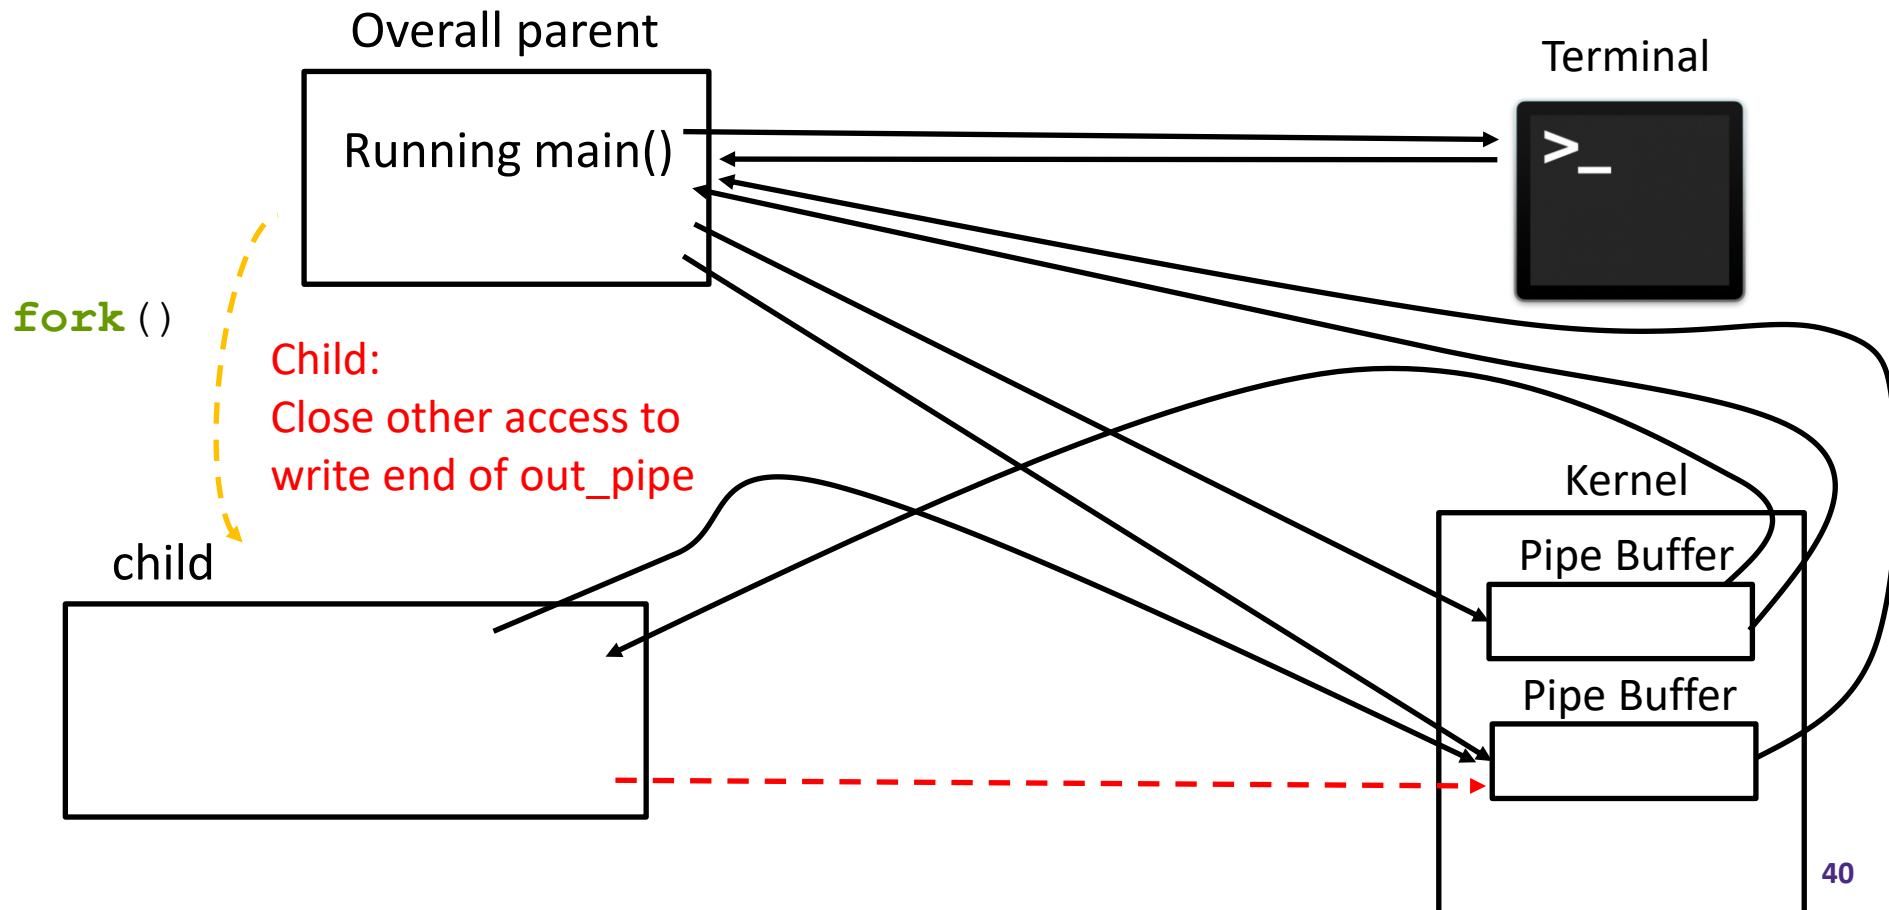 Overall parent
Terminal
Running main()
>_
fork()
Child:
Close other access to
write end of out_pipe
Kernel
child
Pipe Buffer
Pipe Buffer
40